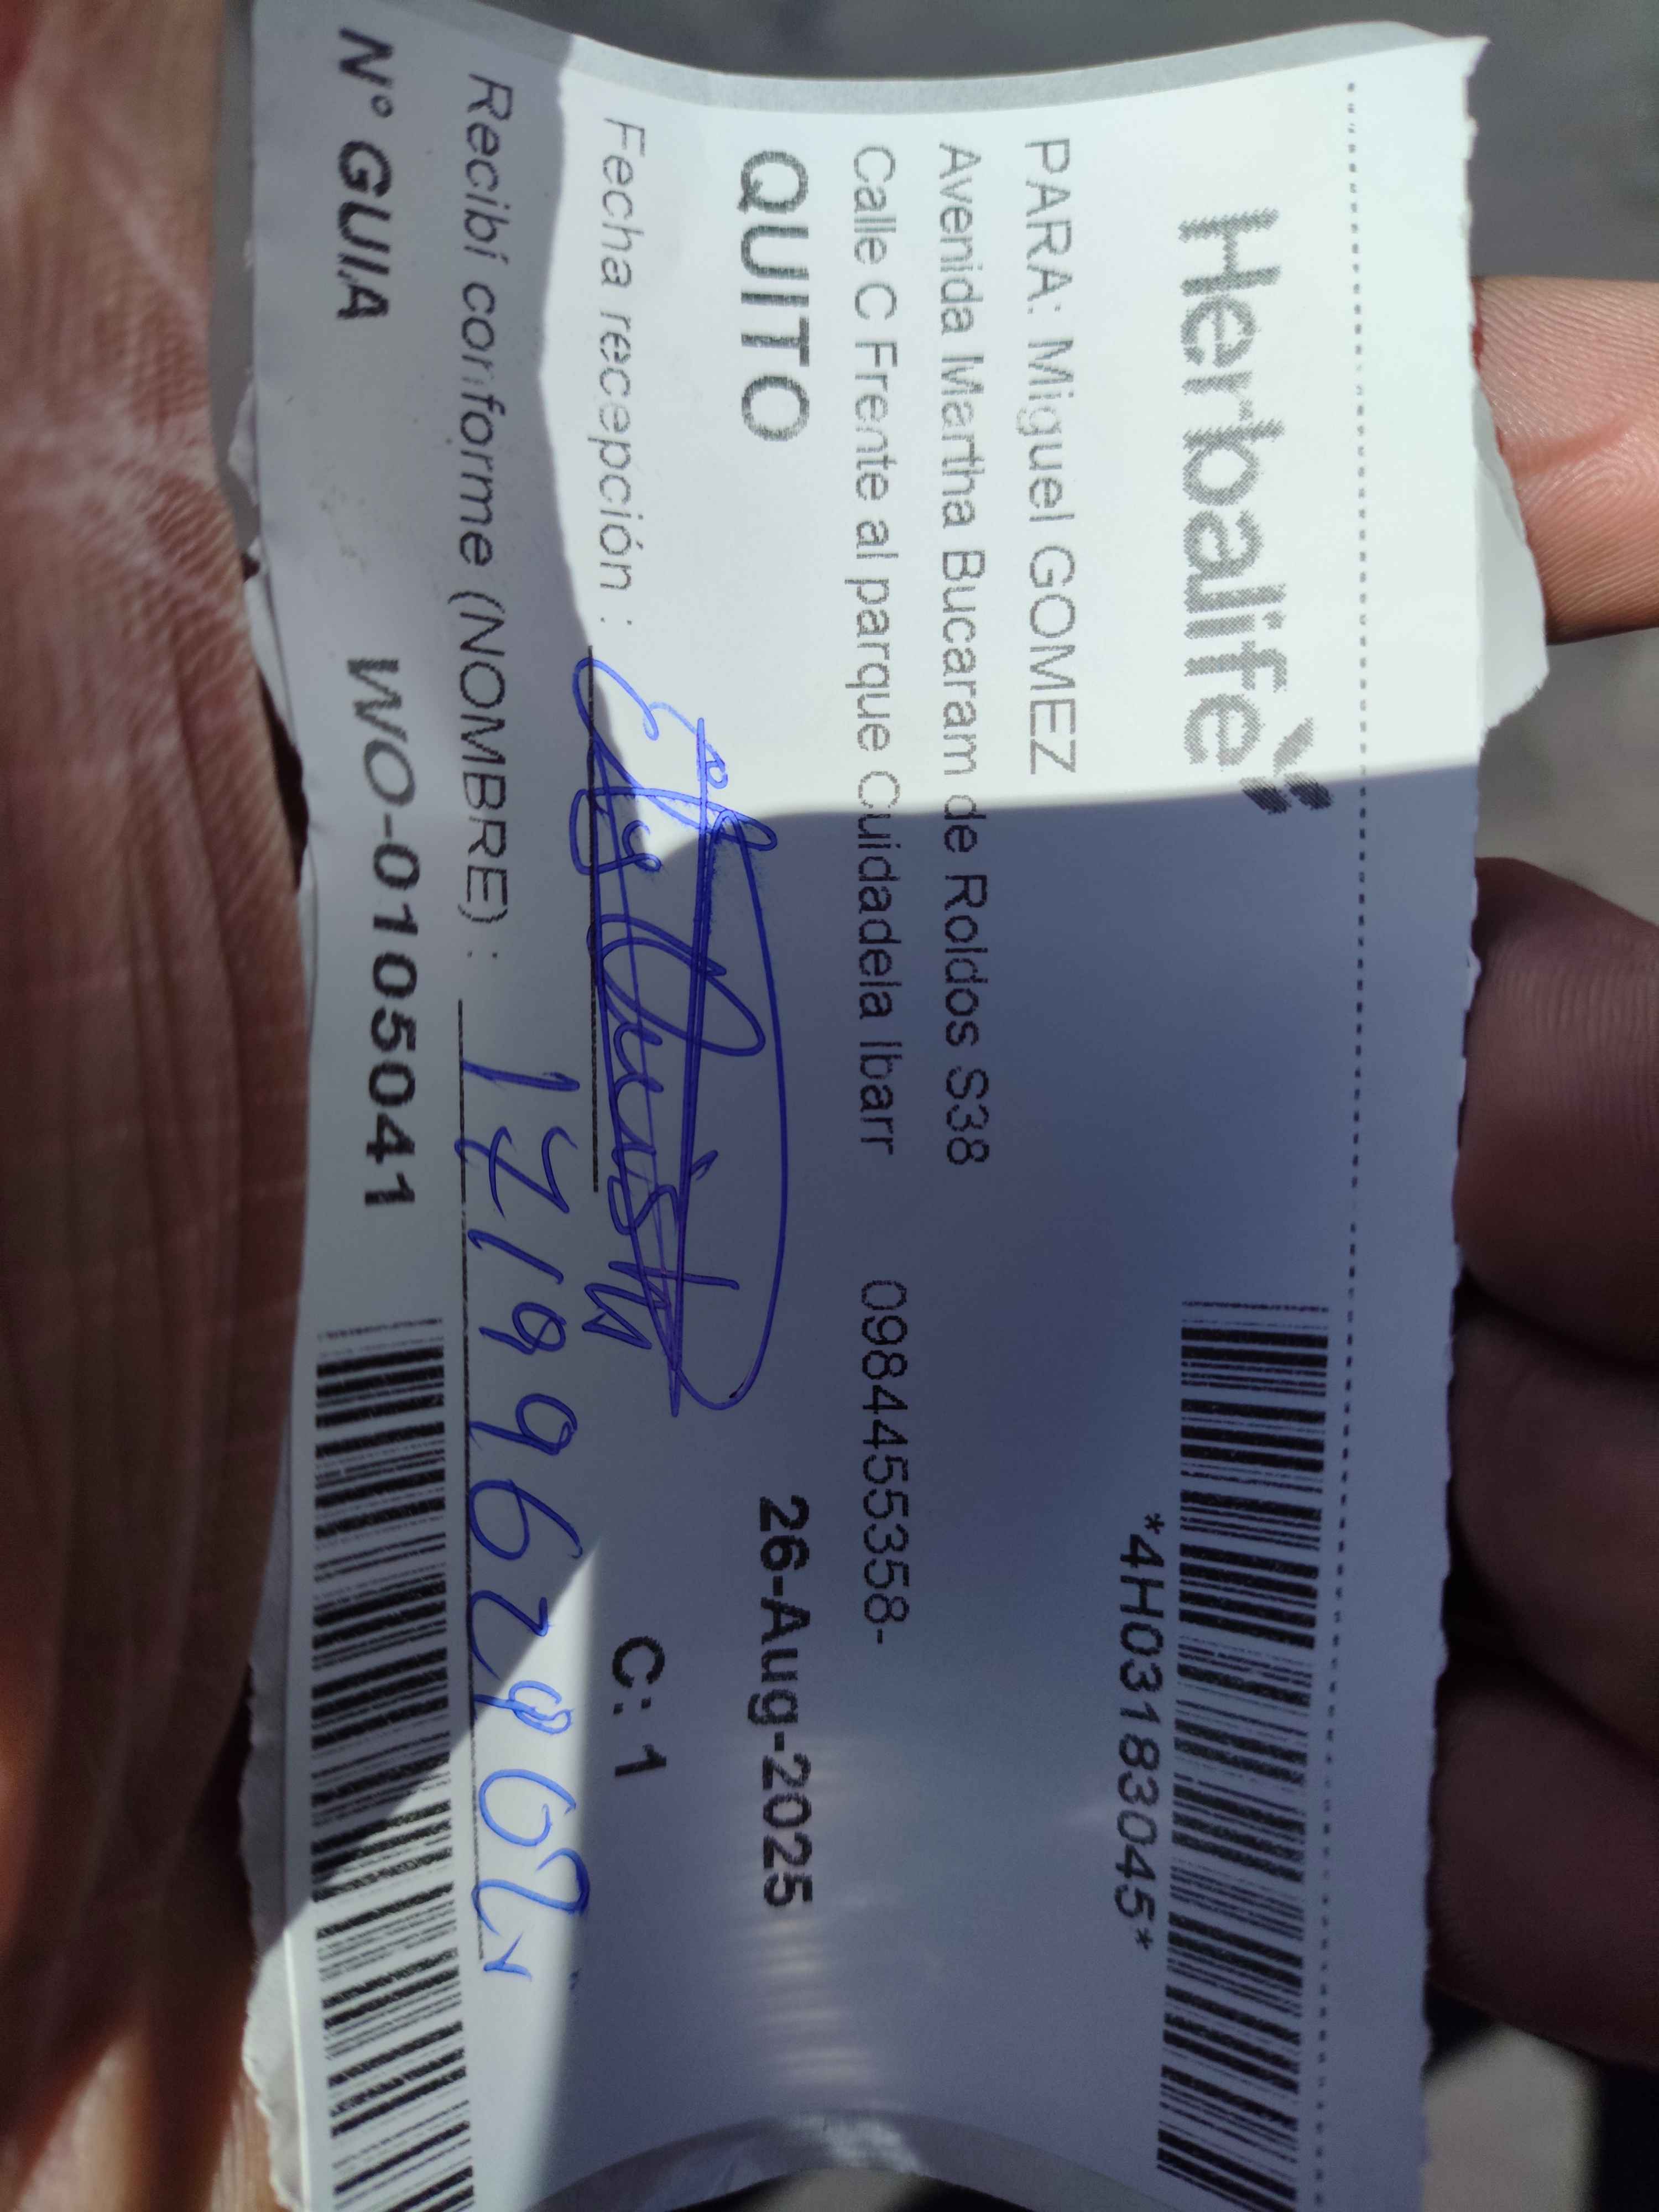 Herbalife
*4H03183045*
PARA: Miguel GOMEZ
Avenida Martha Bucaram de Roldos S38
Calle C Frente al parque Cuidadela Ibarr 0984455358-
QUITO 26-Aug-2025
Fecha recepción : C: 1
Recibí conforme (NOMBRE) :
N° GUIA WO-0105041